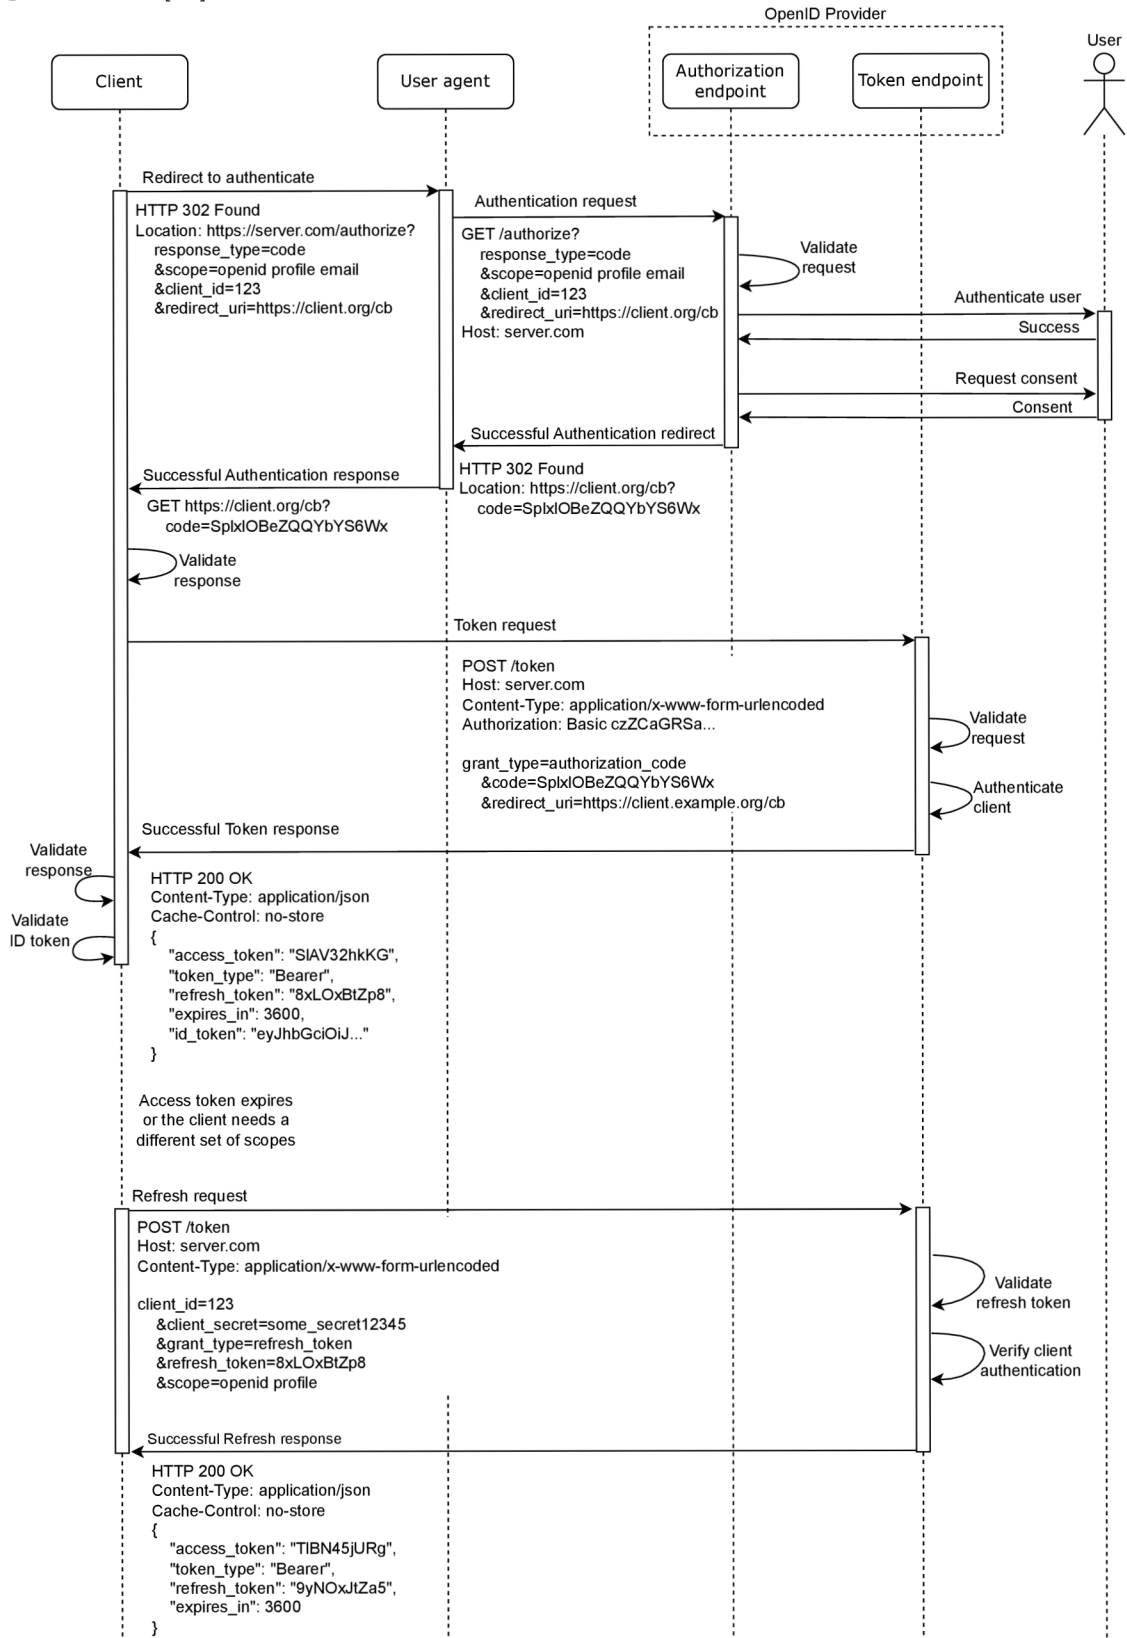 OpenID Provider
User
Client
User agent
Authorization
endpoint
Token endpoint
Redirect to authenticate
HTTP 302 Found
Location: https://server.com/authorize?
response_type=code
&scope=openid profile email
&client_id=123
&redirect_uri=https://client.org/cb
Authentication request
GET /authorize?
response_type=code
&scope=openid profile email
&client_id=123
&redirect_uri=https://client.org/cb
Host: server.com
Validate
request
Authenticate user
Success
Request consent
Consent
Successful Authentication redirect
HTTP 302 Found
Location: https://client.org/cb?
code=SplxlOBeZQQYbYS6Wx
Successful Authentication response
GET https://client.org/cb?
code=SplxlOBeZQQYbYS6Wx
Validate
response
Token request
POST /token
Host: server.com
Content-Type: application/x-www-form-urlencoded
Authorization: Basic czZCaGRSa...
grant_type=authorization_code
&code=SplxlOBeZQQYbYS6Wx
&redirect_uri=https://client.example.org/cb
Validate
request
Authenticate
client
Successful Token response
Validate
response
Validate
ID token
HTTP 200 OK
Content-Type: application/json
Cache-Control: no-store
{
"access_token": "SlAV32hkKG",
"token_type": "Bearer",
"refresh_token": "8xLOxBtZp8",
"expires_in": 3600,
"id_token": "eyJhbGciOiJ..."
}
Access token expires
or the client needs a
different set of scopes
Refresh request
POST /token
Host: server.com
Content-Type: application/x-www-form-urlencoded
client_id=123
&client_secret=some_secret12345
&grant_type=refresh_token
&refresh_token=8xLOxBtZp8
&scope=openid profile
Validate
refresh token
Verify client
authentication
Successful Refresh response
HTTP 200 OK
Content-Type: application/json
Cache-Control: no-store
{
"access_token": "TlBN45jURg",
"token_type": "Bearer",
"refresh_token": "9yNOxJtZa5",
"expires_in": 3600
}